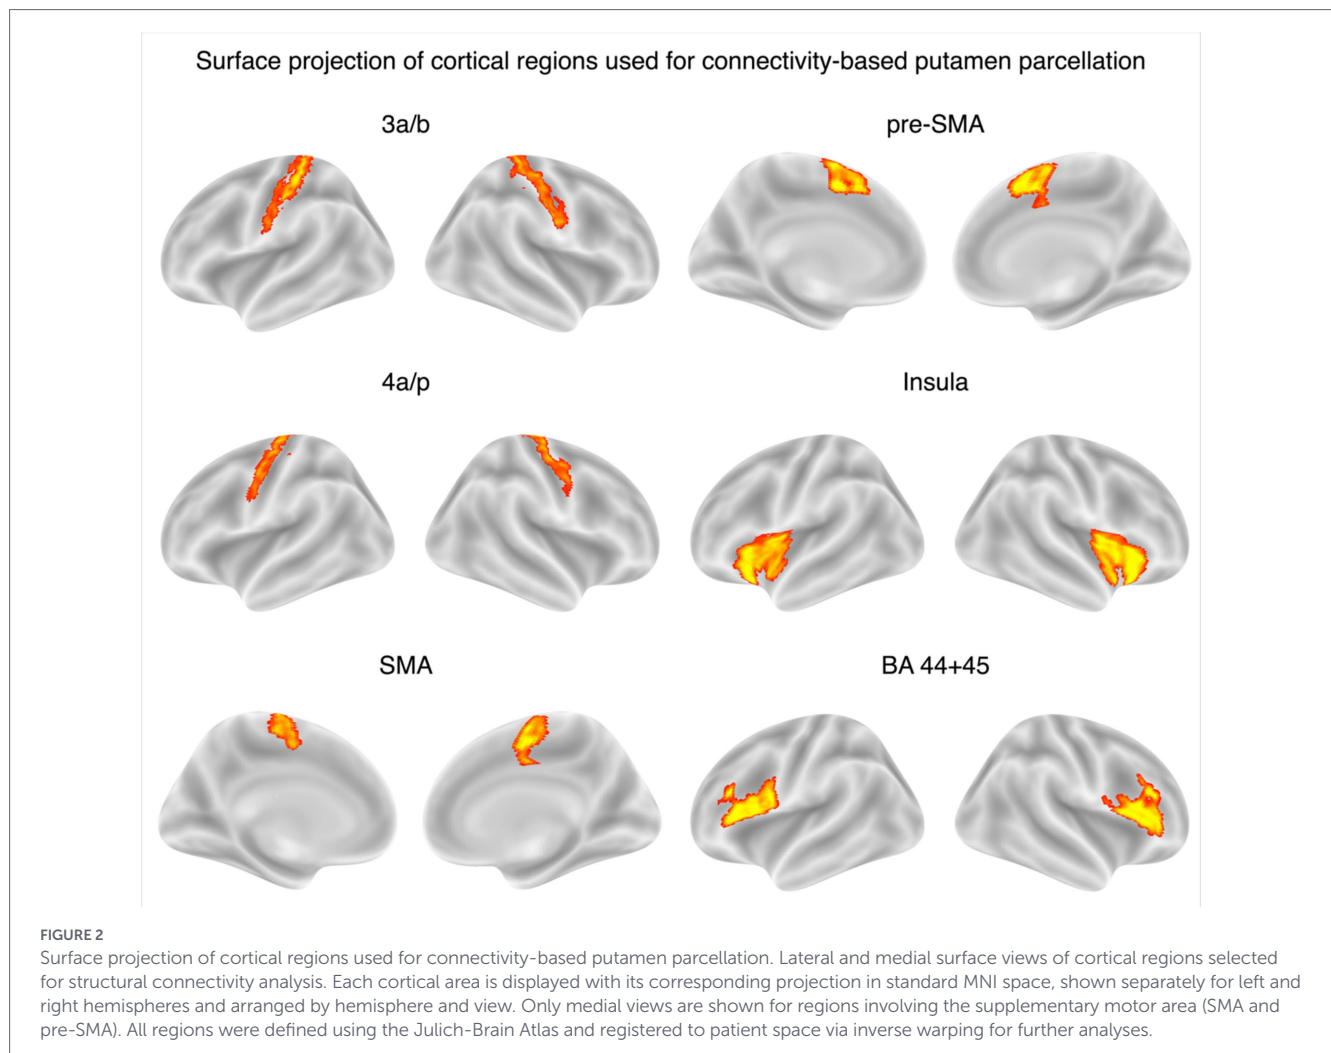 Surface projection of cortical regions used for connectivity-based putamen parcellation
3a/b
pre-SMA
4a/p
Insula
SMA
BA 44+45
FIGURE 2
Surface projection of cortical regions used for connectivity-based putamen parcellation. Lateral and medial surface views of cortical regions selected
for structural connectivity analysis. Each cortical area is displayed with its corresponding projection in standard MNI space, shown separately for left and
right hemispheres and arranged by hemisphere and view. Only medial views are shown for regions involving the supplementary motor area (SMA and
pre-SMA). All regions were defined using the Julich-Brain Atlas and registered to patient space via inverse warping for further analyses.